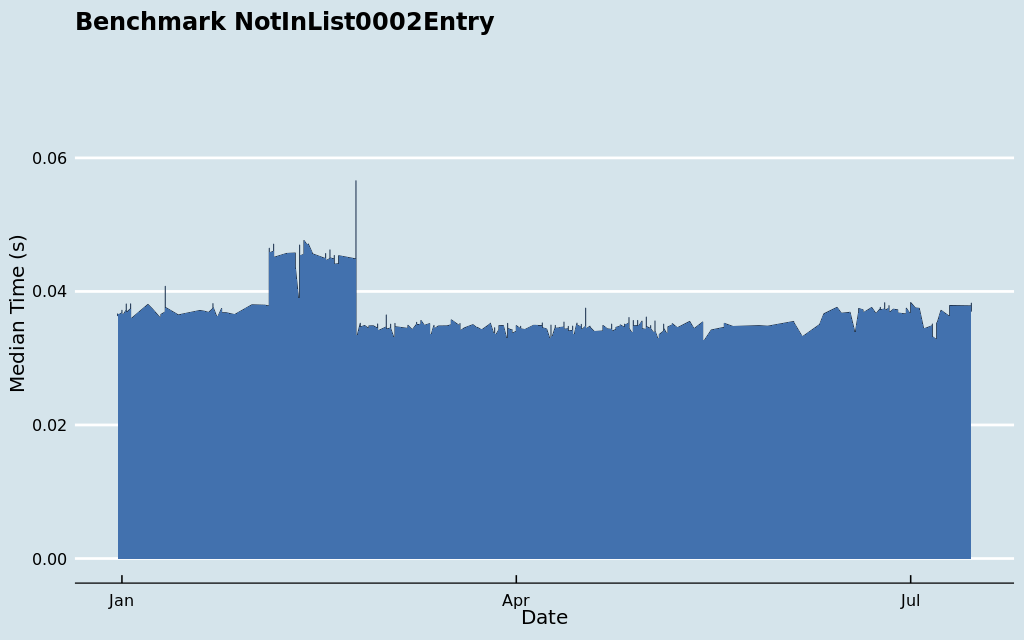 Benchmark NotInList0002Entry
0.06
0.04
0.02
0.00
Median Time (s)
Jan
Apr
Jul
Date